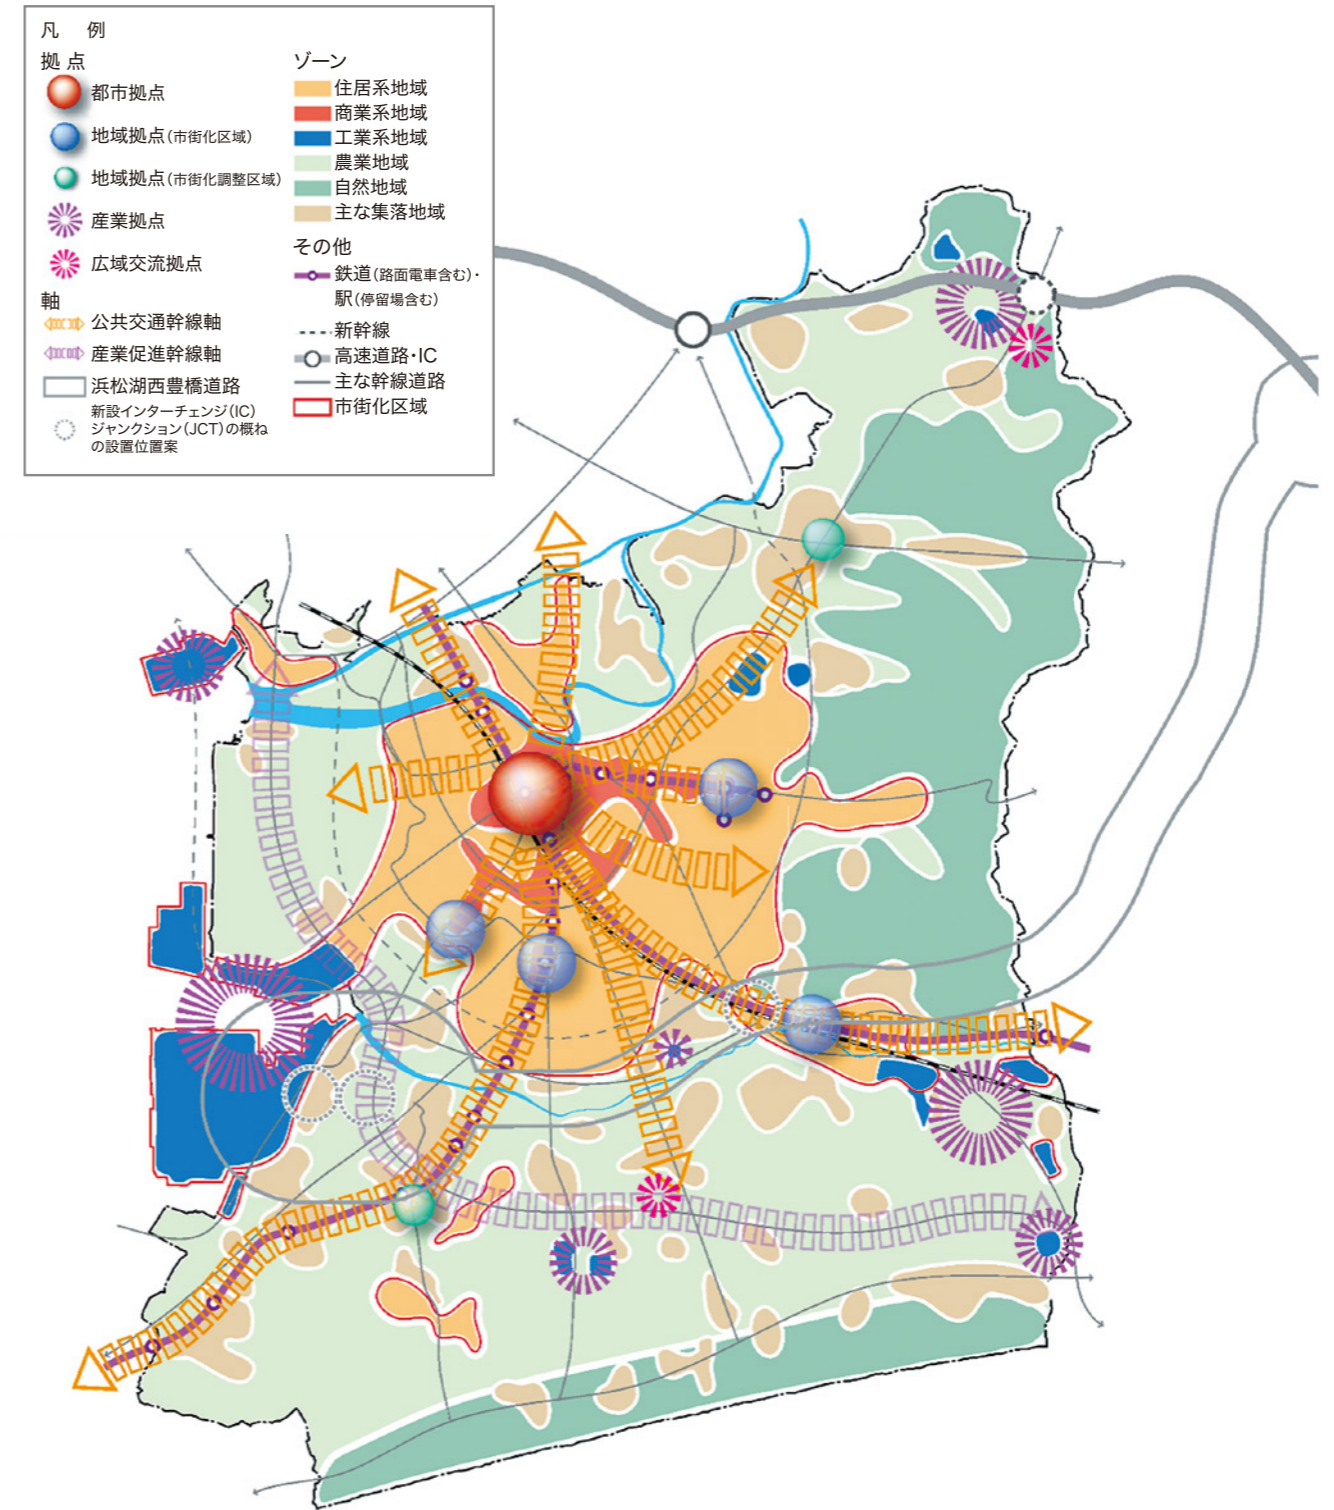 凡　例
拠 点
都市拠点
地域拠点（市街化区域）
地域拠点（市街化調整区域）
産業拠点
広域交流拠点
軸
公共交通幹線軸
産業促進幹線軸
浜松湖西豊橋道路
新設インターチェンジ（IC）
ジャンクション（JCT）の概ね
の設置位置案
ゾーン
住居系地域
商業系地域
工業系地域
農業地域
自然地域
主な集落地域
その他
鉄道（路面電車含む）・
駅（停留場含む）
新幹線
高速道路・IC
主な幹線道路
市街化区域